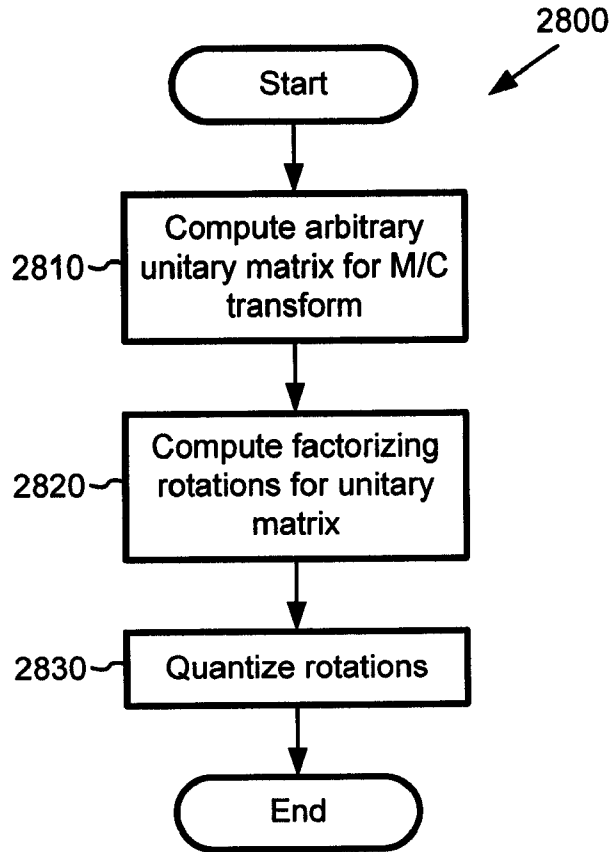 2800
Start
2810
Compute arbitrary
unitary matrix for M/C
transform
2820
Compute factorizing
rotations for unitary
matrix
2830
Quantize rotations
End